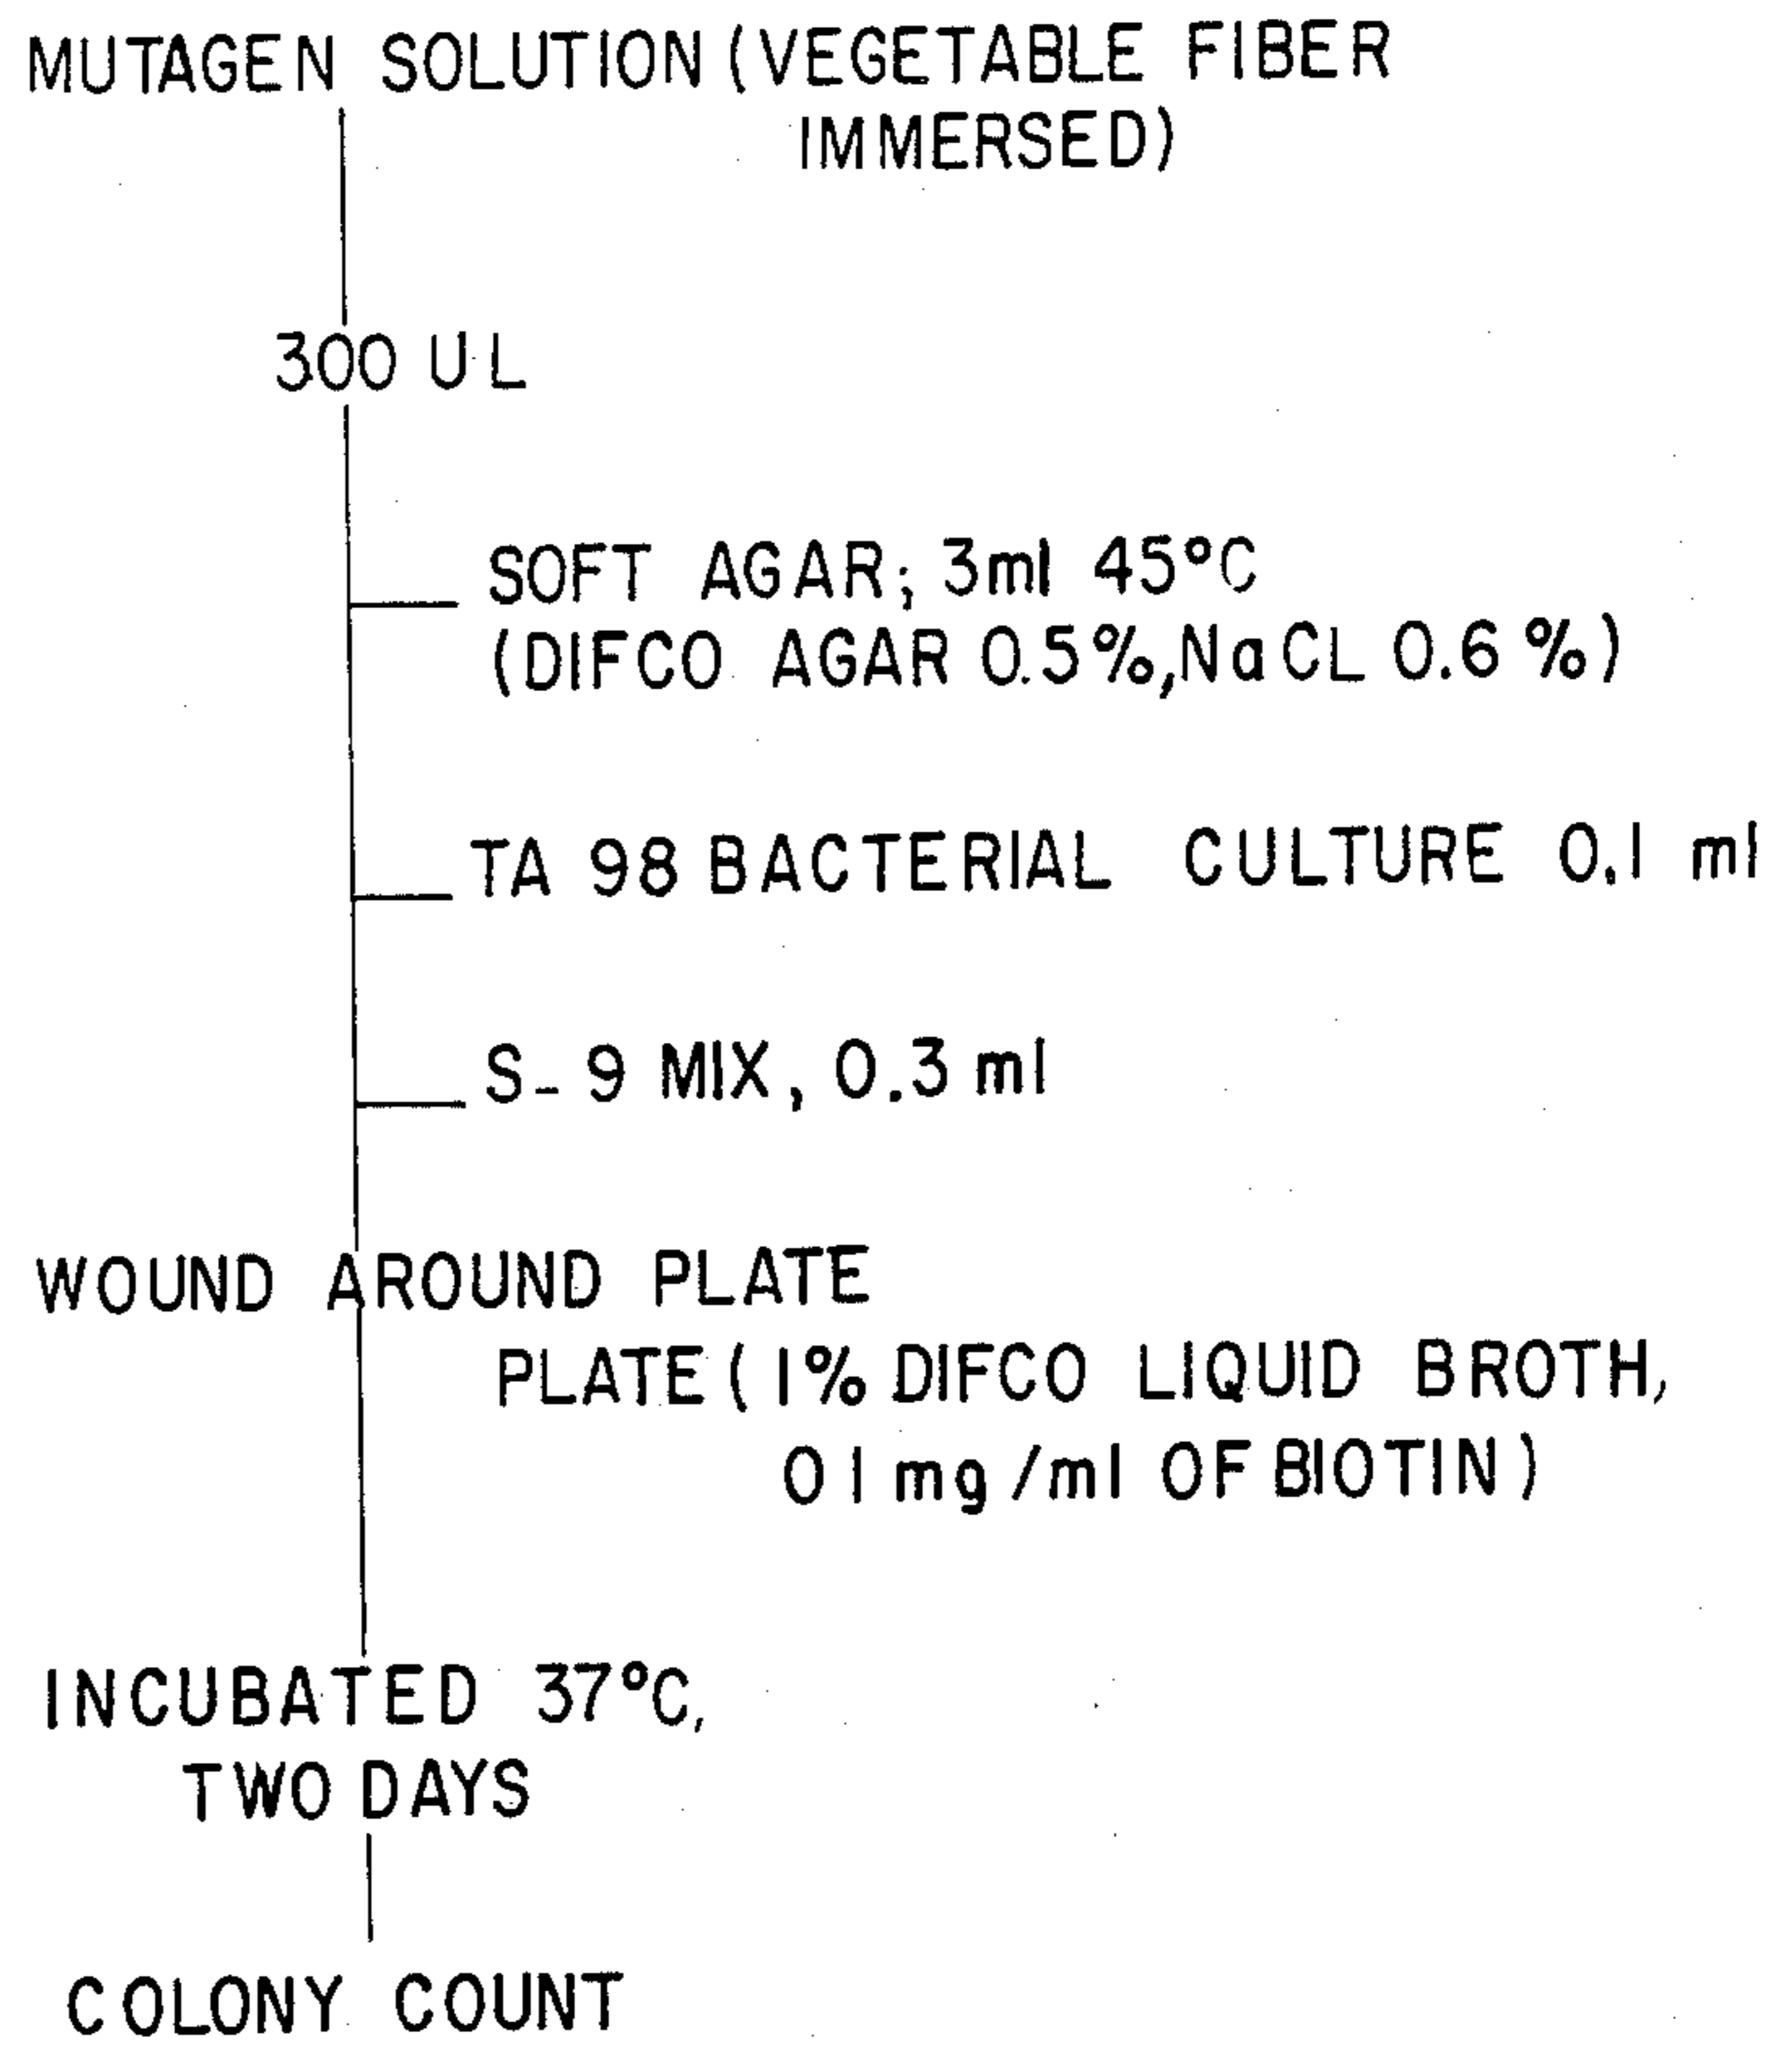 MUTAGEN SOLUTION (VEGETABLE FIBER
IMMERSED)
300 UL
SOFT AGAR; 3ml 45°C
(DIFCO AGAR 0.5%, NaCL 0.6%)
TA 98 BACTERIAL CULTURE 0.1 ml
S-9 MIX, 0.3 ml
WOUND AROUND PLATE
PLATE (1% DIFCO LIQUID BROTH,
01 mg/ml OF BIOTIN)
INCUBATED 37°C,
TWO DAYS
COLONY COUNT